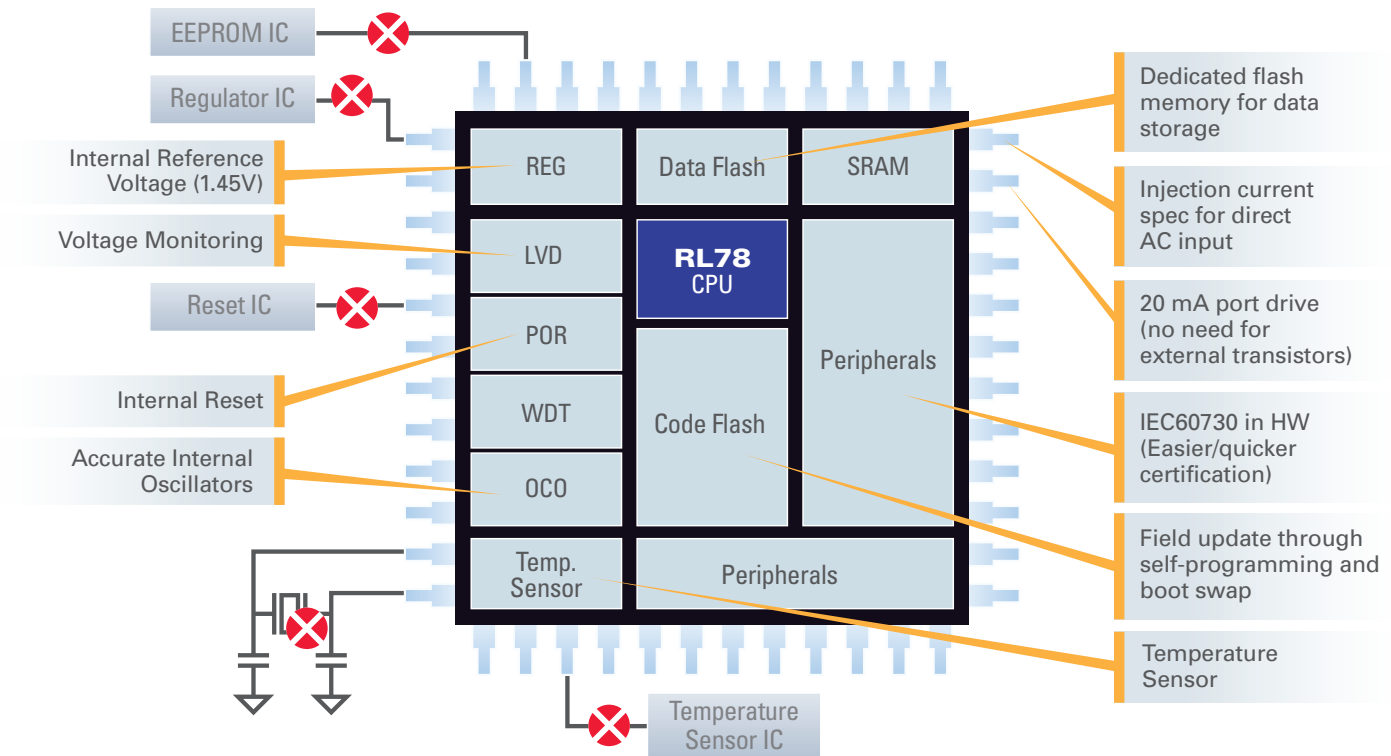 EEPROM IC
Regulator IC
Internal Reference
Voltage (1.45V)
Voltage Monitoring
Reset IC
Internal Reset
Accurate Internal
Oscillators
REG
Data Flash
SRAM
LVD
RL78
CPU
POR
WDT
OCO
Code Flash
Peripherals
Temp.
Sensor
Peripherals
Temperature
Sensor IC
Dedicated flash
memory for data
storage
Injection current
spec for direct
AC input
20 mA port drive
(no need for
external transistors)
IEC60730 in HW
(Easier/quicker
certification)
Field update through
self-programming and
boot swap
Temperature
Sensor